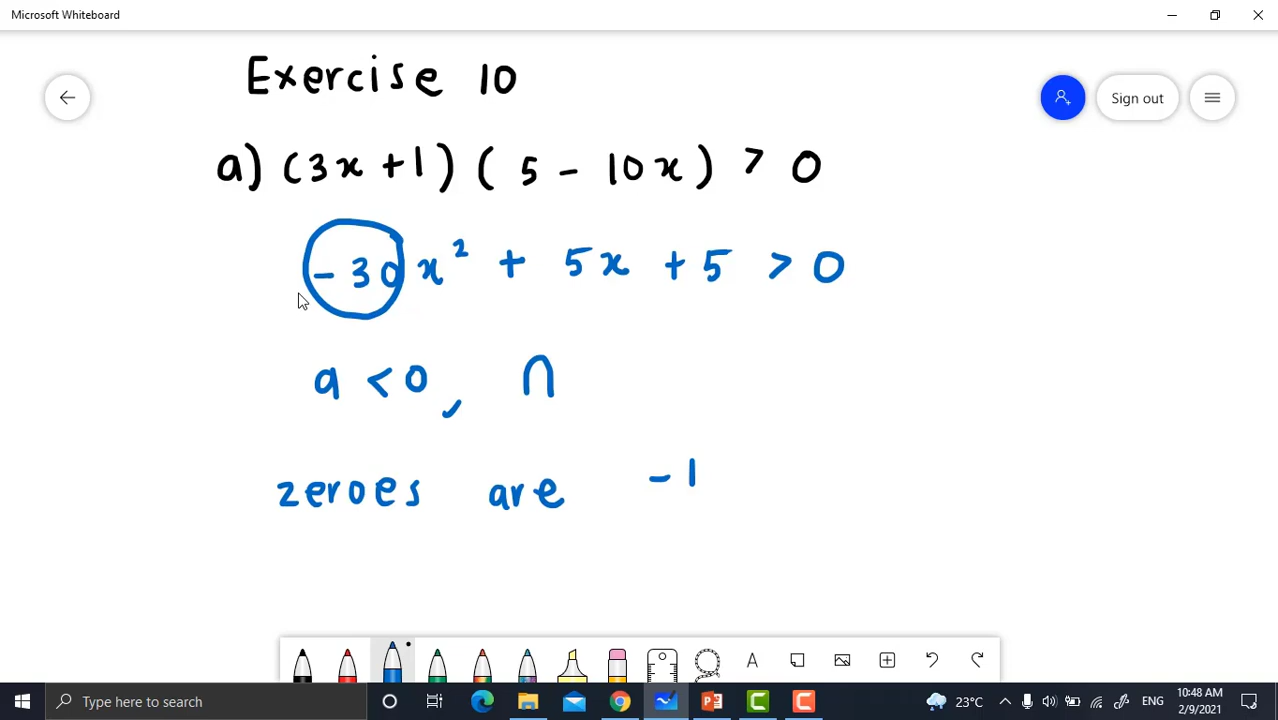 Microsoft Whiteboard
Exercise 10
Sign out
a) (3x + 1) (5 - 10x) > 0
-30x² + 5x + 5 > 0
a < 0, ∩
zeroes are -1
A
Type here to search
23°C
ENG
10:48 AM
2/9/2021